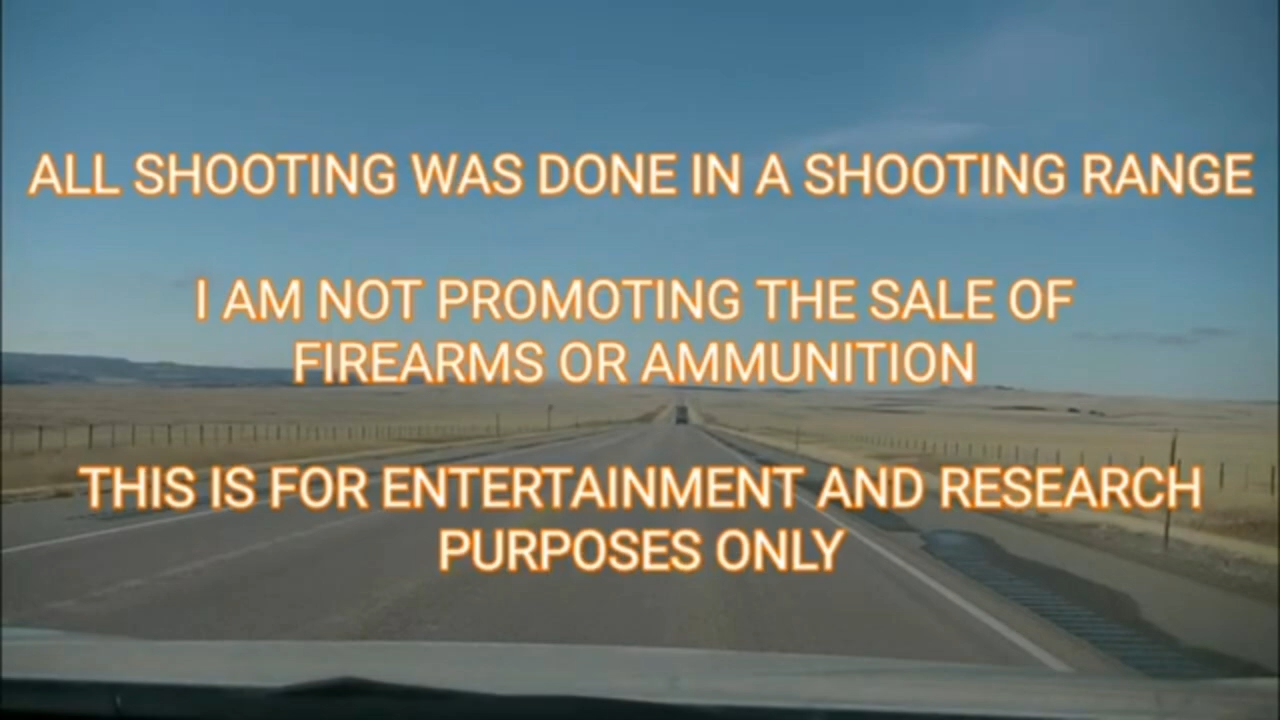 ALL SHOOTING WAS DONE IN A SHOOTING RANGE
I AM NOT PROMOTING THE SALE OF
FIREARMS OR AMMUNITION
THIS IS FOR ENTERTAINMENT AND RESEARCH
PURPOSES ONLY